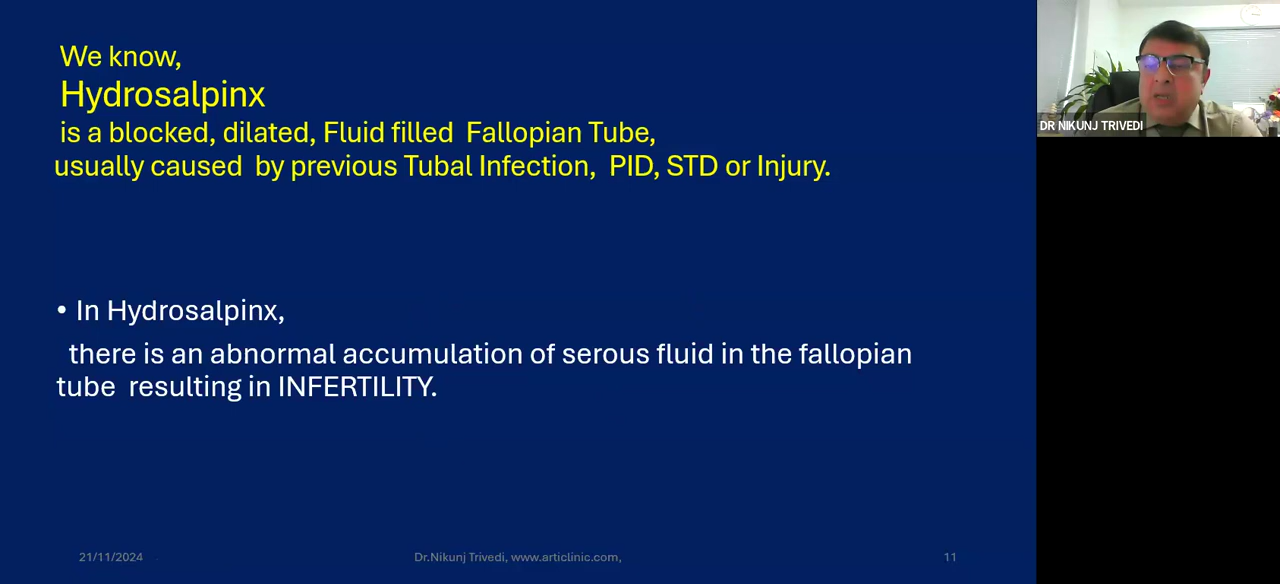 We know,
Hydrosalpinx
is a blocked, dilated, Fluid filled Fallopian Tube,
usually caused by previous Tubal Infection, PID, STD or Injury.
• In Hydrosalpinx,
there is an abnormal accumulation of serous fluid in the fallopian
tube resulting in INFERTILITY.
21/11/2024
Dr.Nikunj Trivedi, www.articlinic.com,
11
DR NIKUNJ TRIVEDI